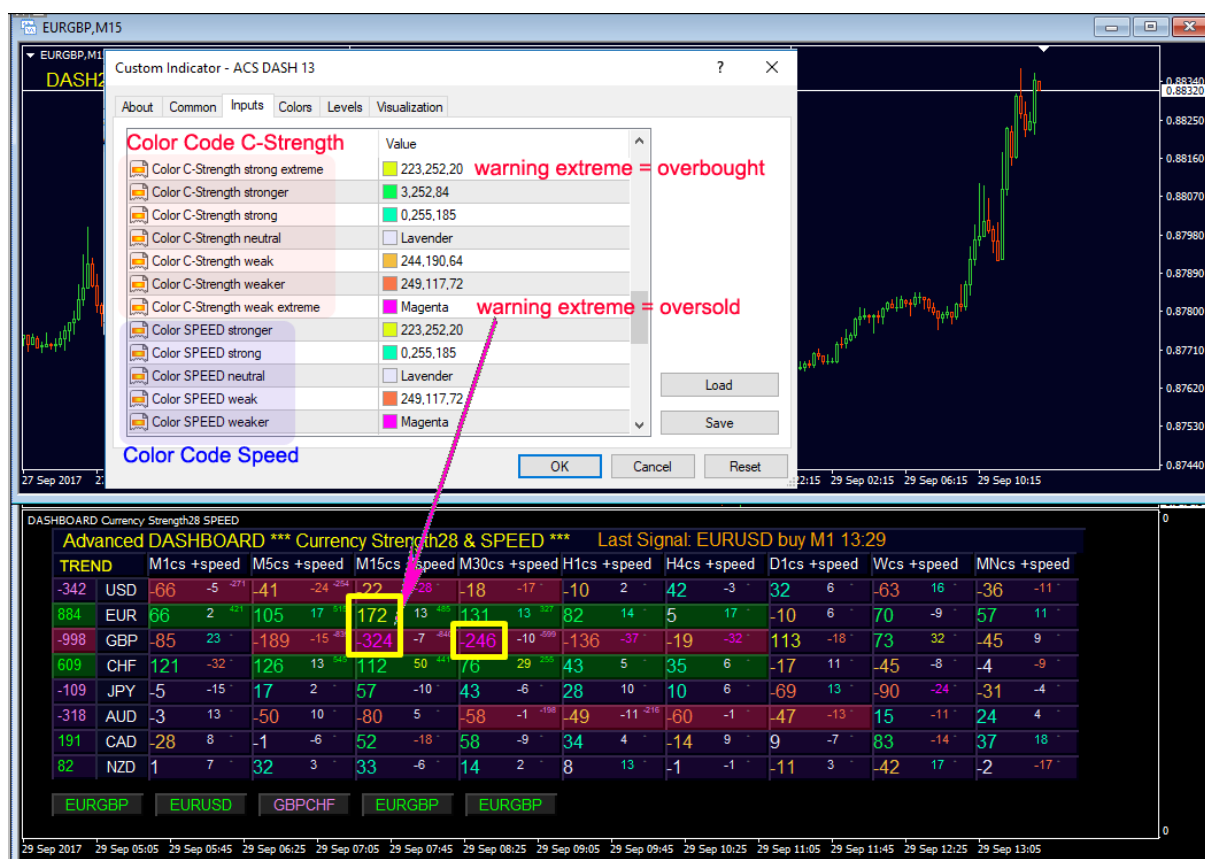 EURGBP,M15
EURGBP,M1
DASH2
Custom Indicator - ACS DASH 13
? ×
About Common Inputs Colors Levels Visualization
Color Code C-Strength Value
Color C-Strength strong extreme 223,252,20 warning extreme = overbought
Color C-Strength stronger 3,252,84
Color C-Strength strong 0,255,185
Color C-Strength neutral Lavender
Color C-Strength weak 244,190,64
Color C-Strength weaker 249,117,72
Color C-Strength weak extreme Magenta warning extreme = oversold
Color SPEED stronger 223,252,20
Color SPEED strong 0,255,185
Color SPEED neutral Lavender
Color SPEED weak 249,117,72
Color SPEED weaker Magenta
Load
Save
Color Code Speed
OK Cancel Reset
0.88340
0.88320
0.88250
0.88160
0.88070
0.87980
0.87890
0.87800
0.87710
0.87620
0.87530
0.87440
27 Sep 2017 22:15 29 Sep 02:15 29 Sep 06:15 29 Sep 10:15
DASHBOARD Currency Strength28 SPEED
0
Advanced DASHBOARD *** Currency Strength28 & SPEED *** Last Signal: EURUSD buy M1 13:29
TREND M1cs +speed M5cs +speed M15cs +speed M30cs +speed H1cs +speed H4cs +speed D1cs +speed Wcs +speed MNcs +speed
-342 USD -66 -5 -271 -41 -24 -254 -22 -28 -18 -17 -10 2 42 -3 32 6 -63 16 -36 -11
884 EUR 66 2 421 105 17 515 172 13 485 131 13 327 82 14 5 17 -10 6 70 -9 57 11
-998 GBP -85 23 -189 -15 -324 -7 -246 -10 -136 -37 -19 -32 113 -18 73 32 -45 9
609 CHF 121 -32 126 13 545 112 50 441 76 29 255 43 5 35 6 -17 11 -45 -8 -4 -9
-109 JPY -5 -15 17 2 57 -10 43 -6 28 10 10 6 -69 13 -90 -24 -31 -4
-318 AUD -3 13 -50 10 -80 5 -58 -1 -198 -49 -11 -216 -60 -1 -47 -13 15 -11 24 4
191 CAD -28 8 -1 -6 52 -18 58 -9 34 4 -14 9 9 -7 83 -14 37 18
82 NZD 1 7 32 3 33 -6 14 2 8 13 -1 -1 -11 3 -42 17 -2 -17
EURGBP EURUSD GBPCHF EURGBP EURGBP
0
29 Sep 2017 29 Sep 05:05 29 Sep 05:45 29 Sep 06:25 29 Sep 07:05 29 Sep 07:45 29 Sep 08:25 29 Sep 09:05 29 Sep 09:45 29 Sep 10:25 29 Sep 11:05 29 Sep 11:45 29 Sep 12:25 29 Sep 13:05